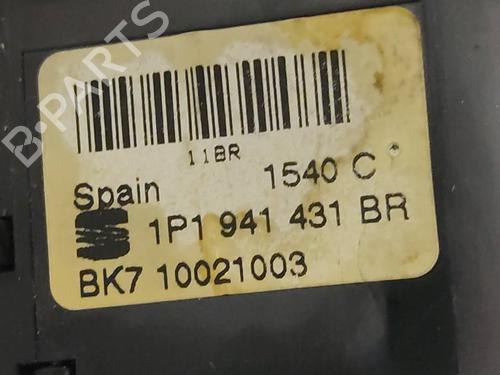 B-PARTS
11BR
Spain 1540 C
1P1 941 431 BR
BK7 10021003